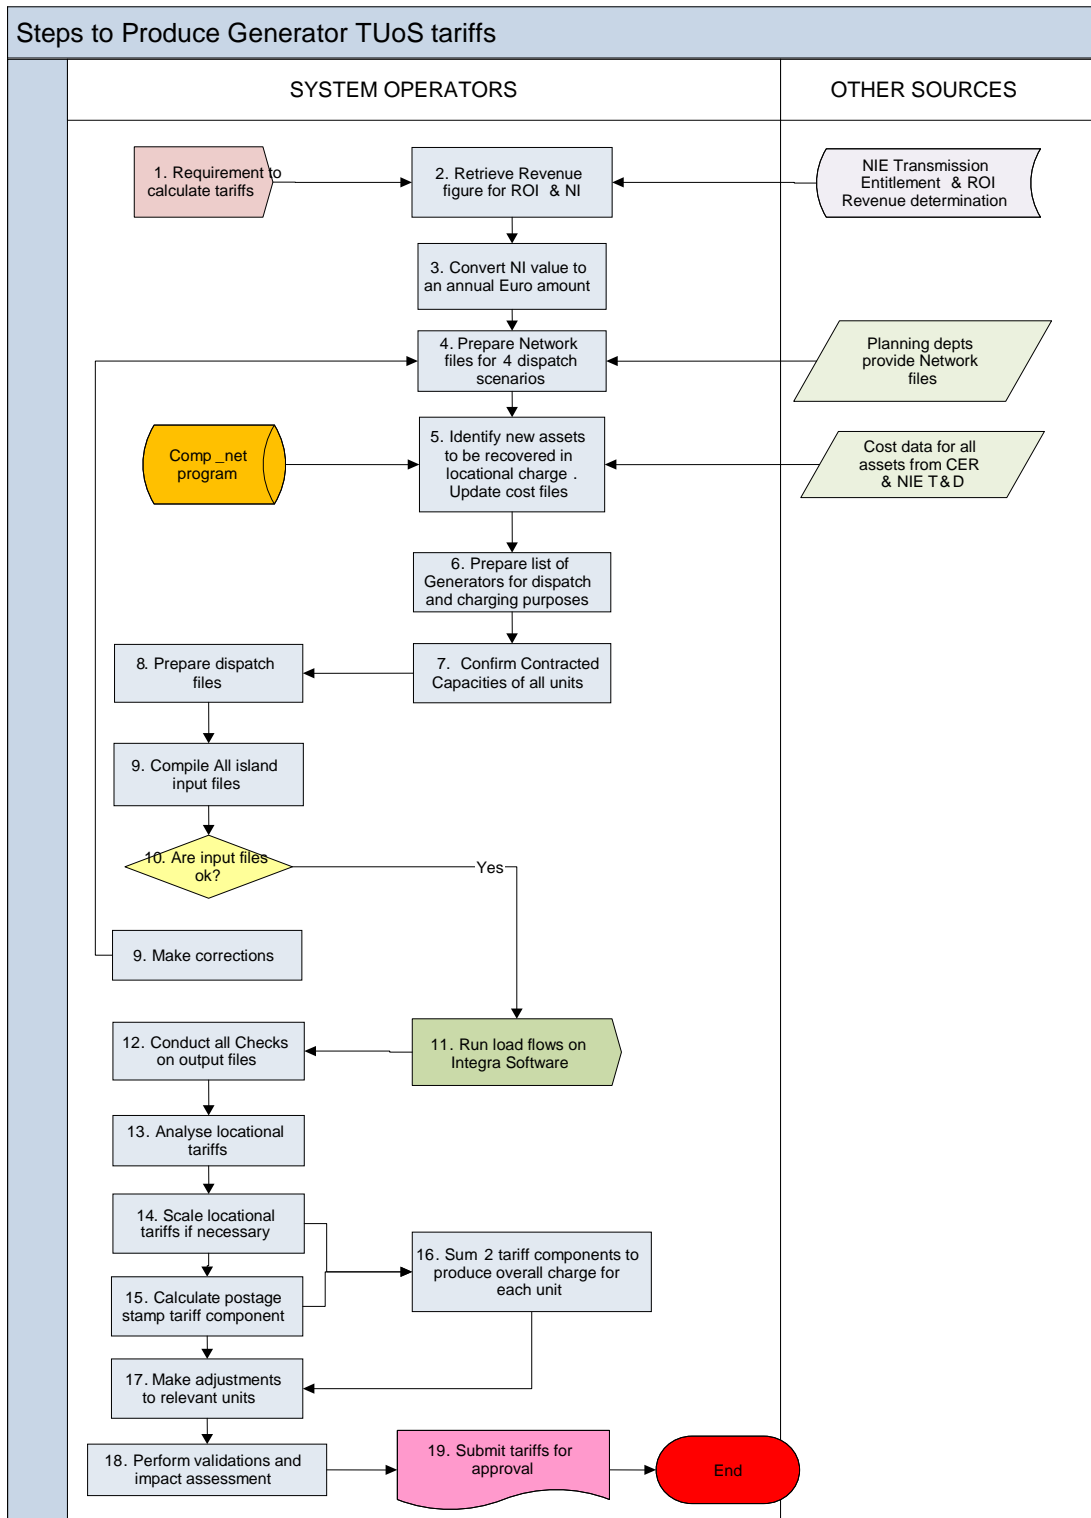 Steps to Produce Generator TUoS tariffs
SYSTEM OPERATORS
OTHER SOURCES
1. Requirement to
calculate tariffs
2. Retrieve Revenue
figure for ROI & NI
NIE Transmission
Entitlement & ROI
Revenue determination
3. Convert NI value to
an annual Euro amount
4. Prepare Network
files for 4 dispatch
scenarios
Planning depts
provide Network
files
Comp_net
program
5. Identify new assets
to be recovered in
locational charge .
Update cost files
Cost data for all
assets from CER
& NIE T&D
6. Prepare list of
Generators for dispatch
and charging purposes
7. Confirm Contracted
Capacities of all units
8. Prepare dispatch
files
9. Compile All island
input files
10. Are input files
ok?
Yes
9. Make corrections
11. Run load flows on
Integra Software
12. Conduct all Checks
on output files
13. Analyse locational
tariffs
14. Scale locational
tariffs if necessary
15. Calculate postage
stamp tariff component
16. Sum 2 tariff components to
produce overall charge for
each unit
17. Make adjustments
to relevant units
18. Perform validations and
impact assessment
19. Submit tariffs for
approval
End